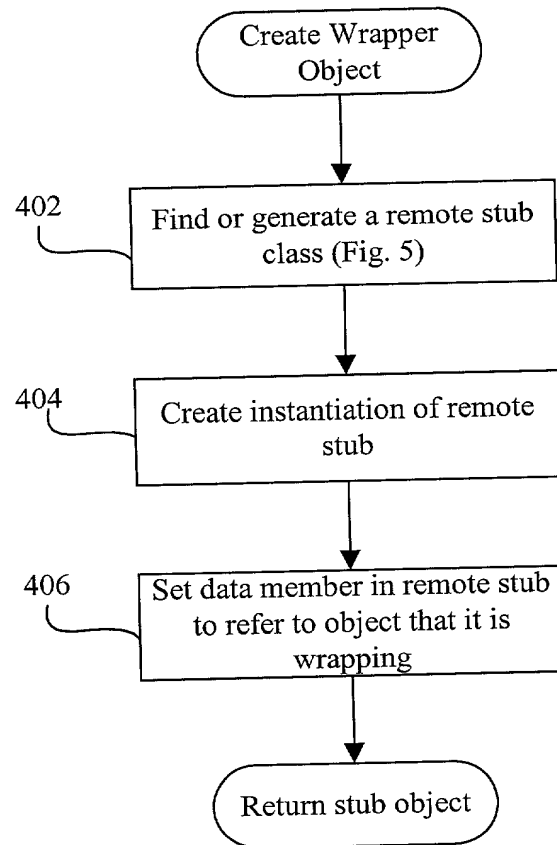 Create Wrapper
Object
402
Find or generate a remote stub
class (Fig. 5)
404
Create instantiation of remote
stub
406
Set data member in remote stub
to refer to object that it is
wrapping
Return stub object